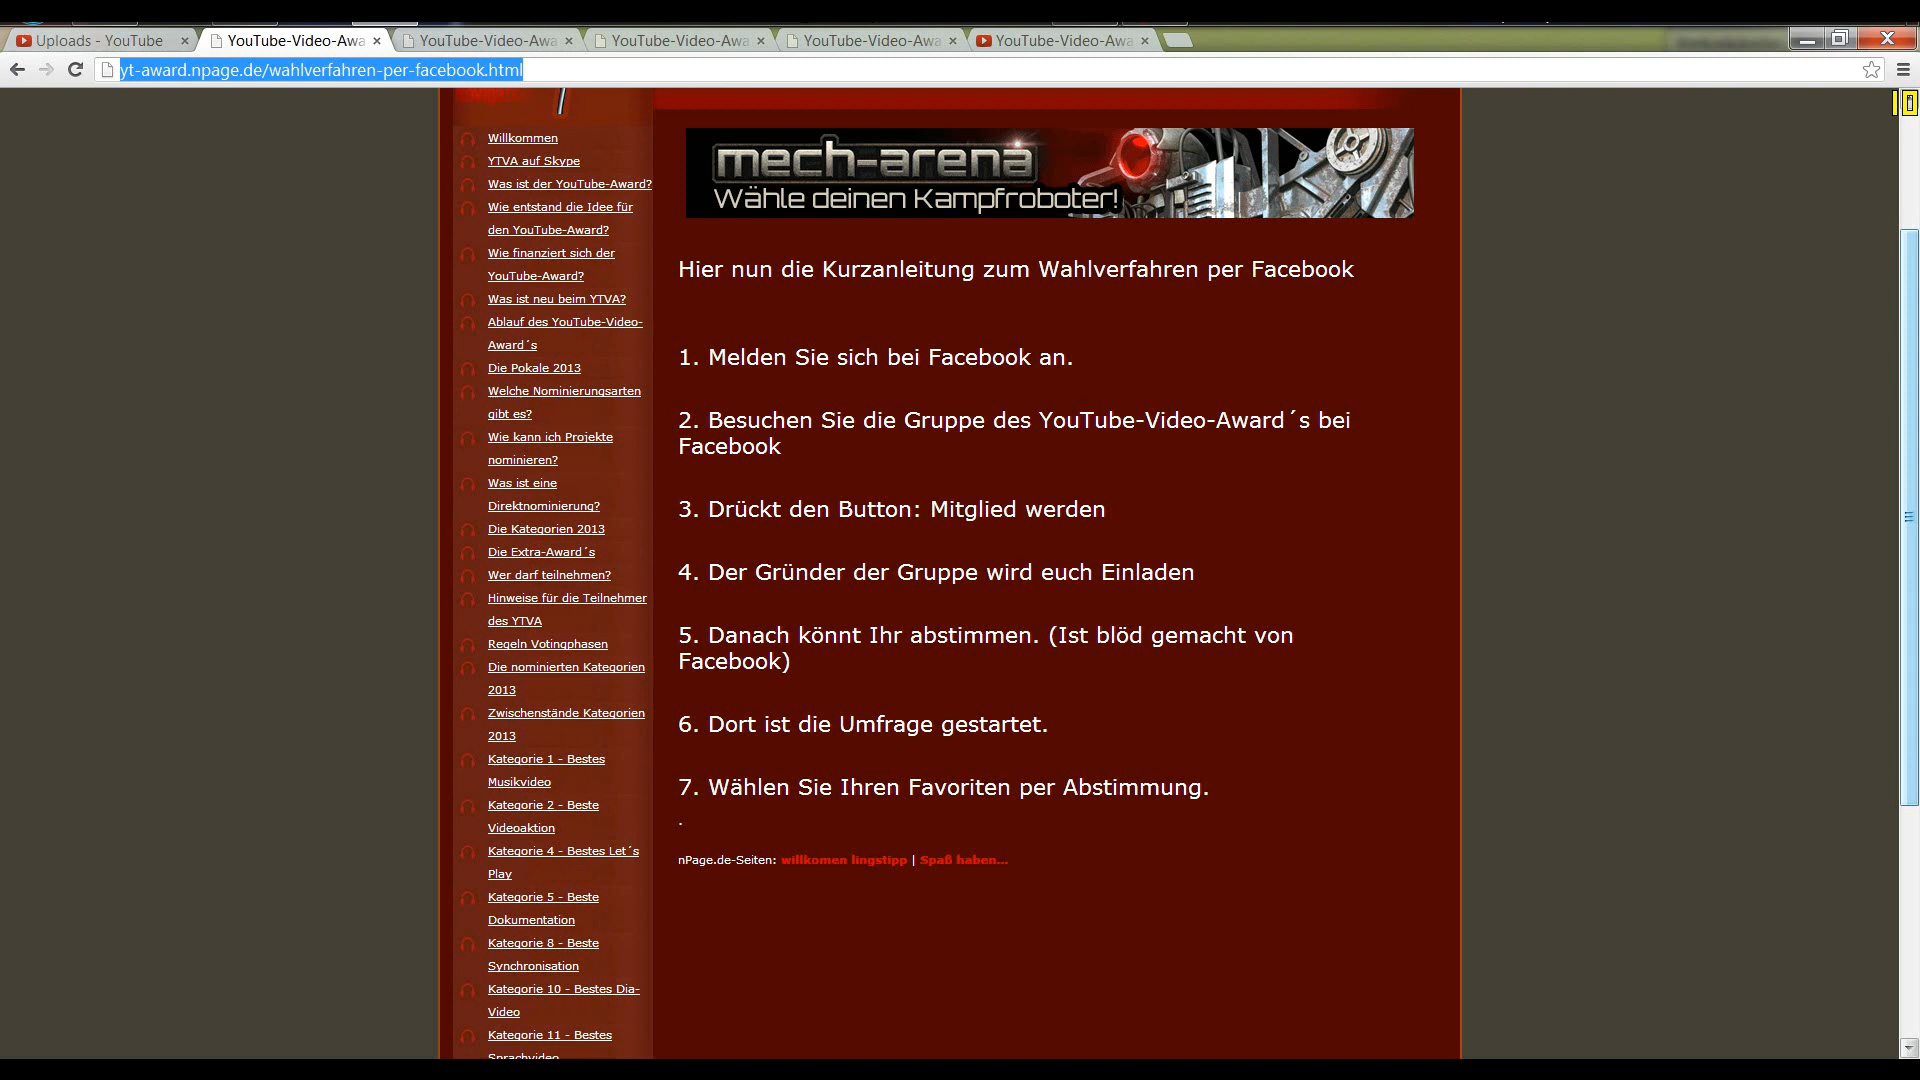 Uploads - YouTube
YouTube-Video-Awa
YouTube-Video-Awa
YouTube-Video-Awa
YouTube-Video-Awa
YouTube-Video-Awa
yt-award.npage.de/wahlverfahren-per-facebook.html
Willkommen
YTVA auf Skype
Was ist der YouTube-Award?
Wie entstand die Idee für
den YouTube-Award?
Wie finanziert sich der
YouTube-Award?
Was ist neu beim YTVA?
Ablauf des YouTube-Video-
Award´s
Die Pokale 2013
Welche Nominierungsarten
gibt es?
Wie kann ich Projekte
nominieren?
Was ist eine
Direktnominierung?
Die Kategorien 2013
Die Extra-Award´s
Wer darf teilnehmen?
Hinweise für die Teilnehmer
des YTVA
Regeln Votingphasen
Die nominierten Kategorien
2013
Zwischenstände Kategorien
2013
Kategorie 1 - Bestes
Musikvideo
Kategorie 2 - Beste
Videoaktion
Kategorie 4 - Bestes Let´s
Play
Kategorie 5 - Beste
Dokumentation
Kategorie 8 - Beste
Synchronisation
Kategorie 10 - Bestes Dia-
Video
Kategorie 11 - Bestes
Sprachvideo
mech-arena
Wähle deinen Kampfroboter!
Hier nun die Kurzanleitung zum Wahlverfahren per Facebook
1. Melden Sie sich bei Facebook an.
2. Besuchen Sie die Gruppe des YouTube-Video-Award´s bei
Facebook
3. Drückt den Button: Mitglied werden
4. Der Gründer der Gruppe wird euch Einladen
5. Danach könnt Ihr abstimmen. (Ist blöd gemacht von
Facebook)
6. Dort ist die Umfrage gestartet.
7. Wählen Sie Ihren Favoriten per Abstimmung.
.
nPage.de-Seiten: willkomen lingstipp | Spaß haben...